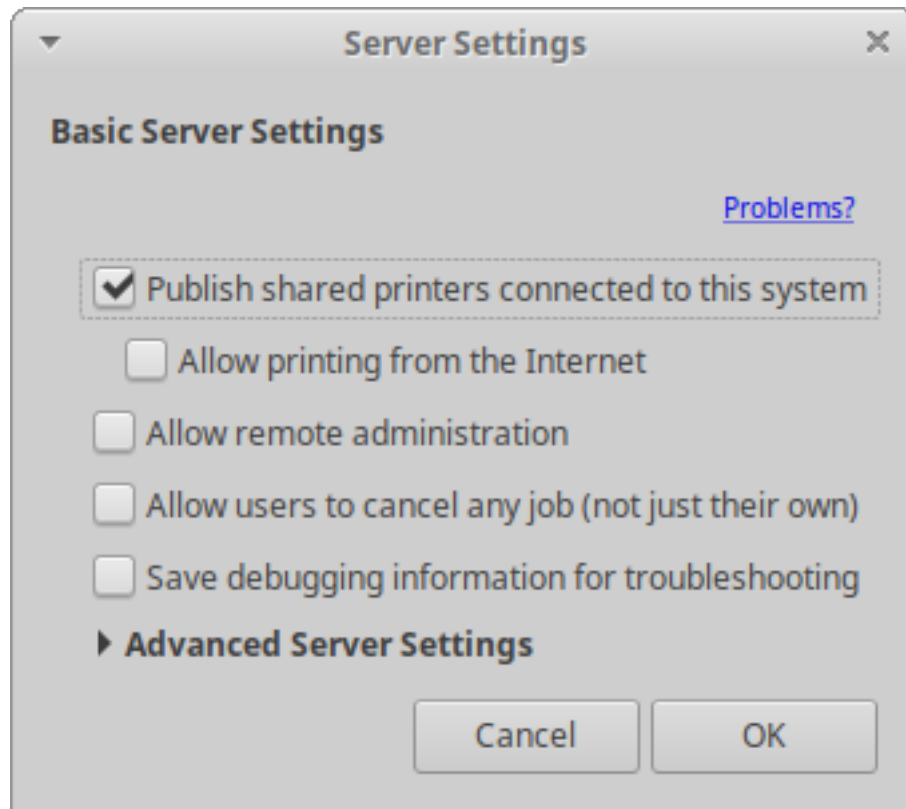 Server Settings
Basic Server Settings
Problems?
Publish shared printers connected to this system
Allow printing from the Internet
Allow remote administration
Allow users to cancel any job (not just their own)
Save debugging information for troubleshooting
Advanced Server Settings
Cancel OK